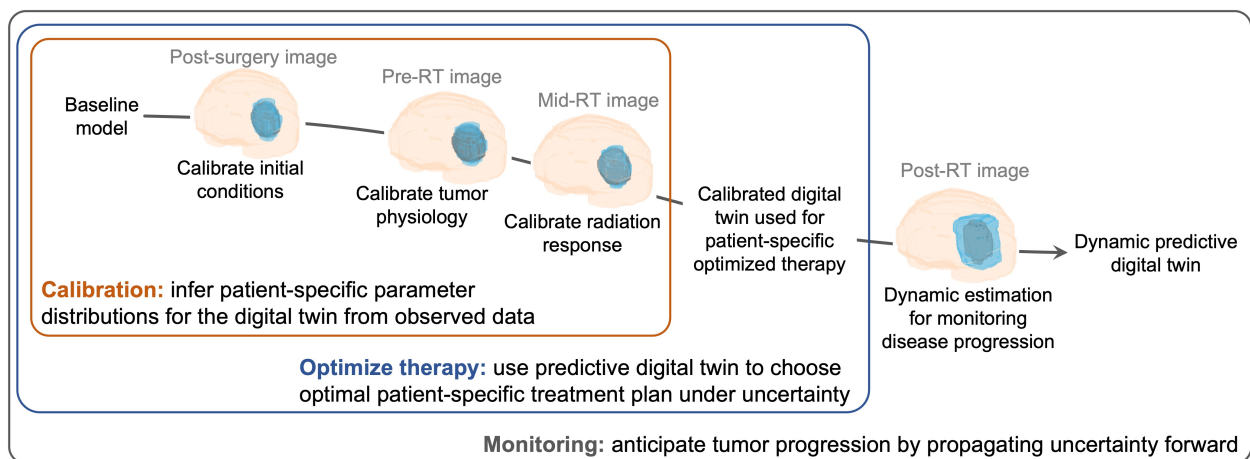 Post-surgery image
Pre-RT image
Mid-RT image
Baseline
model
Calibrate initial
conditions
Calibrate tumor
physiology
Calibrate radiation
response
Calibrated digital
twin used for
patient-specific
optimized therapy
Post-RT image
Dynamic estimation
for monitoring
disease progression
Dynamic predictive
digital twin
Calibration: infer patient-specific parameter
distributions for the digital twin from observed data
Optimize therapy: use predictive digital twin to choose
optimal patient-specific treatment plan under uncertainty
Monitoring: anticipate tumor progression by propagating uncertainty forward